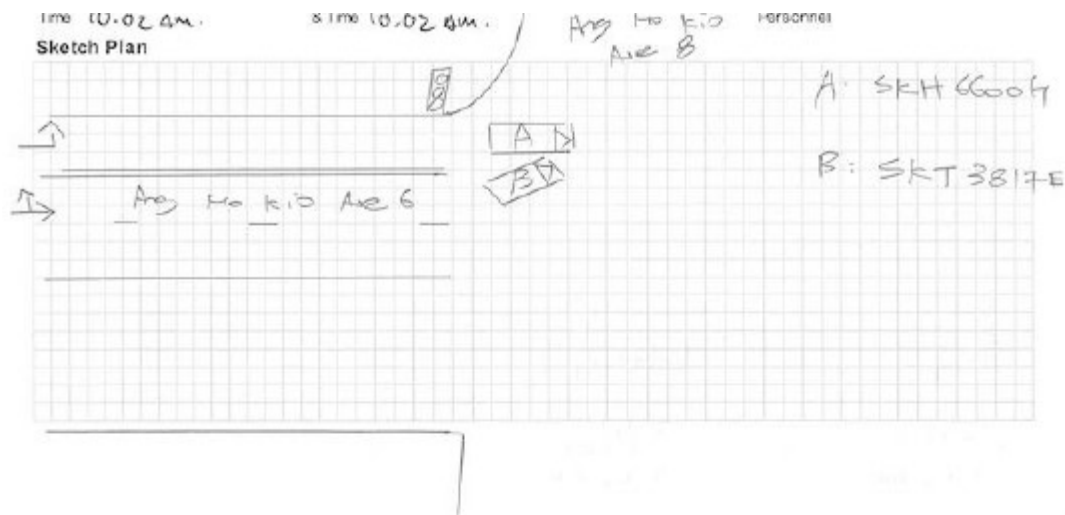 Time 10.02 am. & Time 10.02 am. Personnel
Ang Mo Kio
Ave 8
Sketch Plan
A: SKH 6600G
A
B: SKT 3817E
B
Ang Mo Kio Ave 6